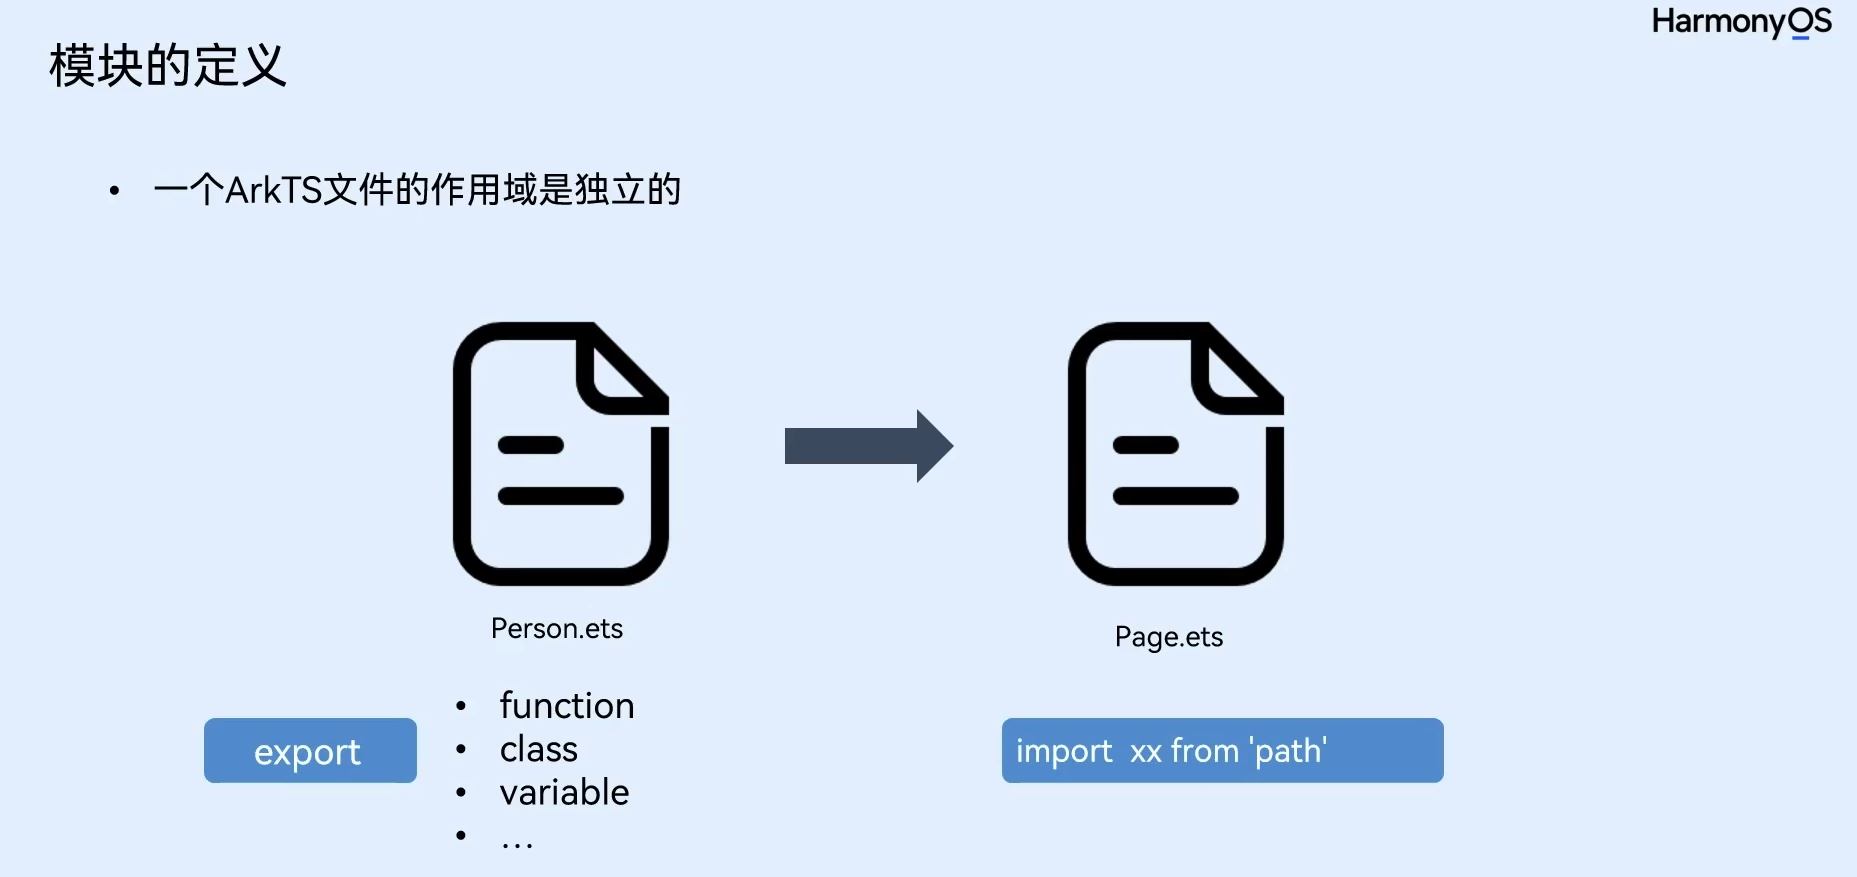 HarmonyOS
模块的定义
• 一个ArkTS文件的作用域是独立的
Person.ets
Page.ets
export
• function
• class
• variable
• …
import xx from 'path'